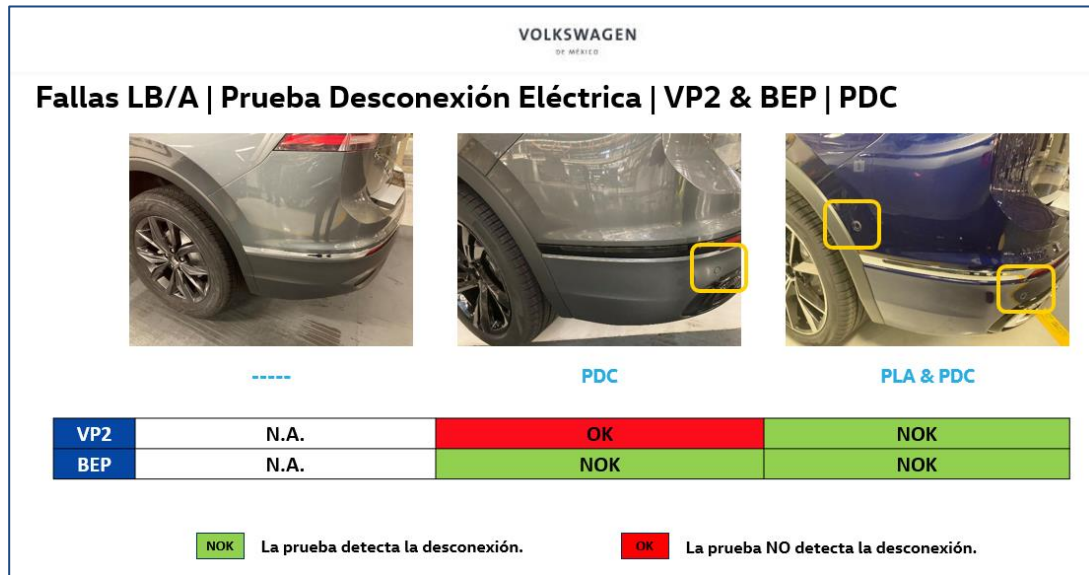 VOLKSWAGEN
DE MÉXICO
Fallas LB/A | Prueba Desconexión Eléctrica | VP2 & BEP | PDC
----- PDC PLA & PDC
VP2 N.A. OK NOK
BEP N.A. NOK NOK
NOK La prueba detecta la desconexión. OK La prueba NO detecta la desconexión.